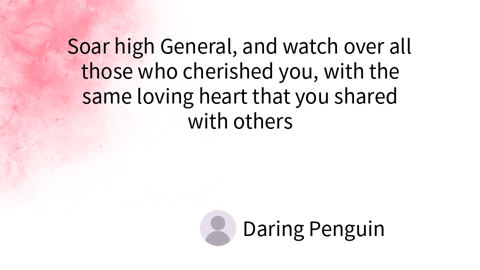 Soar high General, and watch over all
those who cherished you, with the
same loving heart that you shared
with others
Daring Penguin